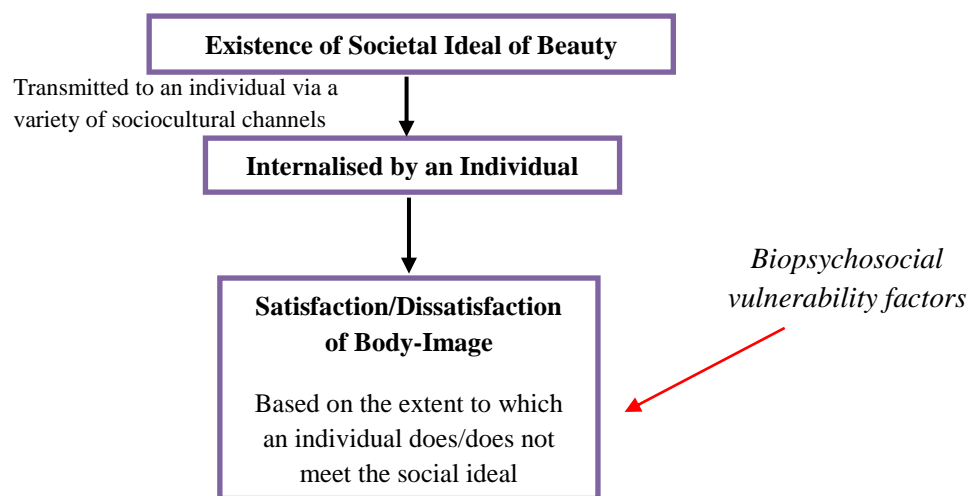 Existence of Societal Ideal of Beauty
Transmitted to an individual via a
variety of sociocultural channels
Internalised by an Individual
Biopsychosocial
vulnerability factors
Satisfaction/Dissatisfaction
of Body-Image
Based on the extent to which
an individual does/does not
meet the social ideal